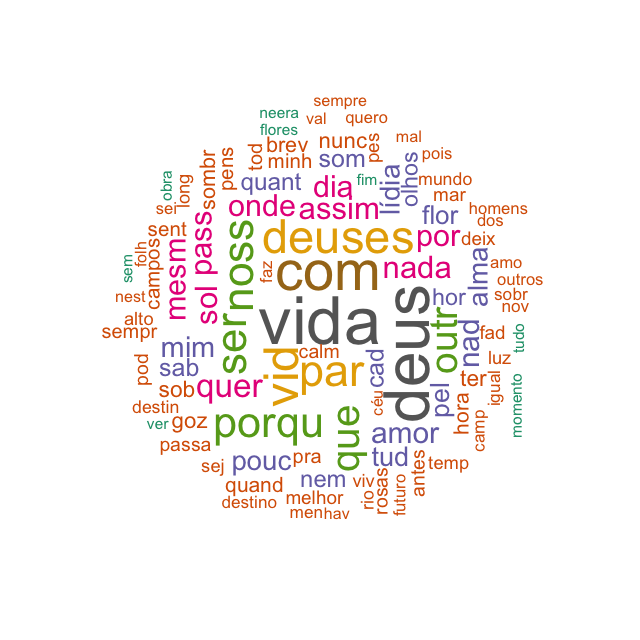 sempre
neera
val
quero
flores
tod
brev
nunc
pes
mal
pens
minh
som
olhos
pois
obra
long
sombr
quant
fim
dia
lídia
mundo
mar
sei
onde
assim
flor
homens
dos
sent
pass
noss
deuses
por
deix
folh
mesm
sol
faz
com
nada
alma
amo
outros
sem
campos
nest
hor
sobr
nov
alto
sempr
ser
vida
deus
outr
nad
fad
tudo
mim
calm
cad
luz
pod
sab
vid
par
ter
sob
quer
céu
pel
igual
destin
goz
porqu
que
amor
hora
camp
momento
ver
passa
sej
pouc
pra
tud
temp
antes
quand
nem
viv
rosas
futuro
destino
melhor
rio
men
hav